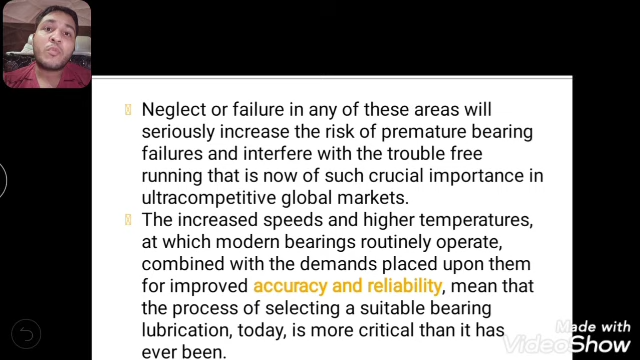 Neglect or failure in any of these areas will
seriously increase the risk of premature bearing
failures and interfere with the trouble free
running that is now of such crucial importance in
ultracompetitive global markets.
The increased speeds and higher temperatures,
at which modern bearings routinely operate,
combined with the demands placed upon them
for improved accuracy and reliability, mean that
the process of selecting a suitable bearing
lubrication, today, is more critical than it has
ever been.
Made with
VideoShow